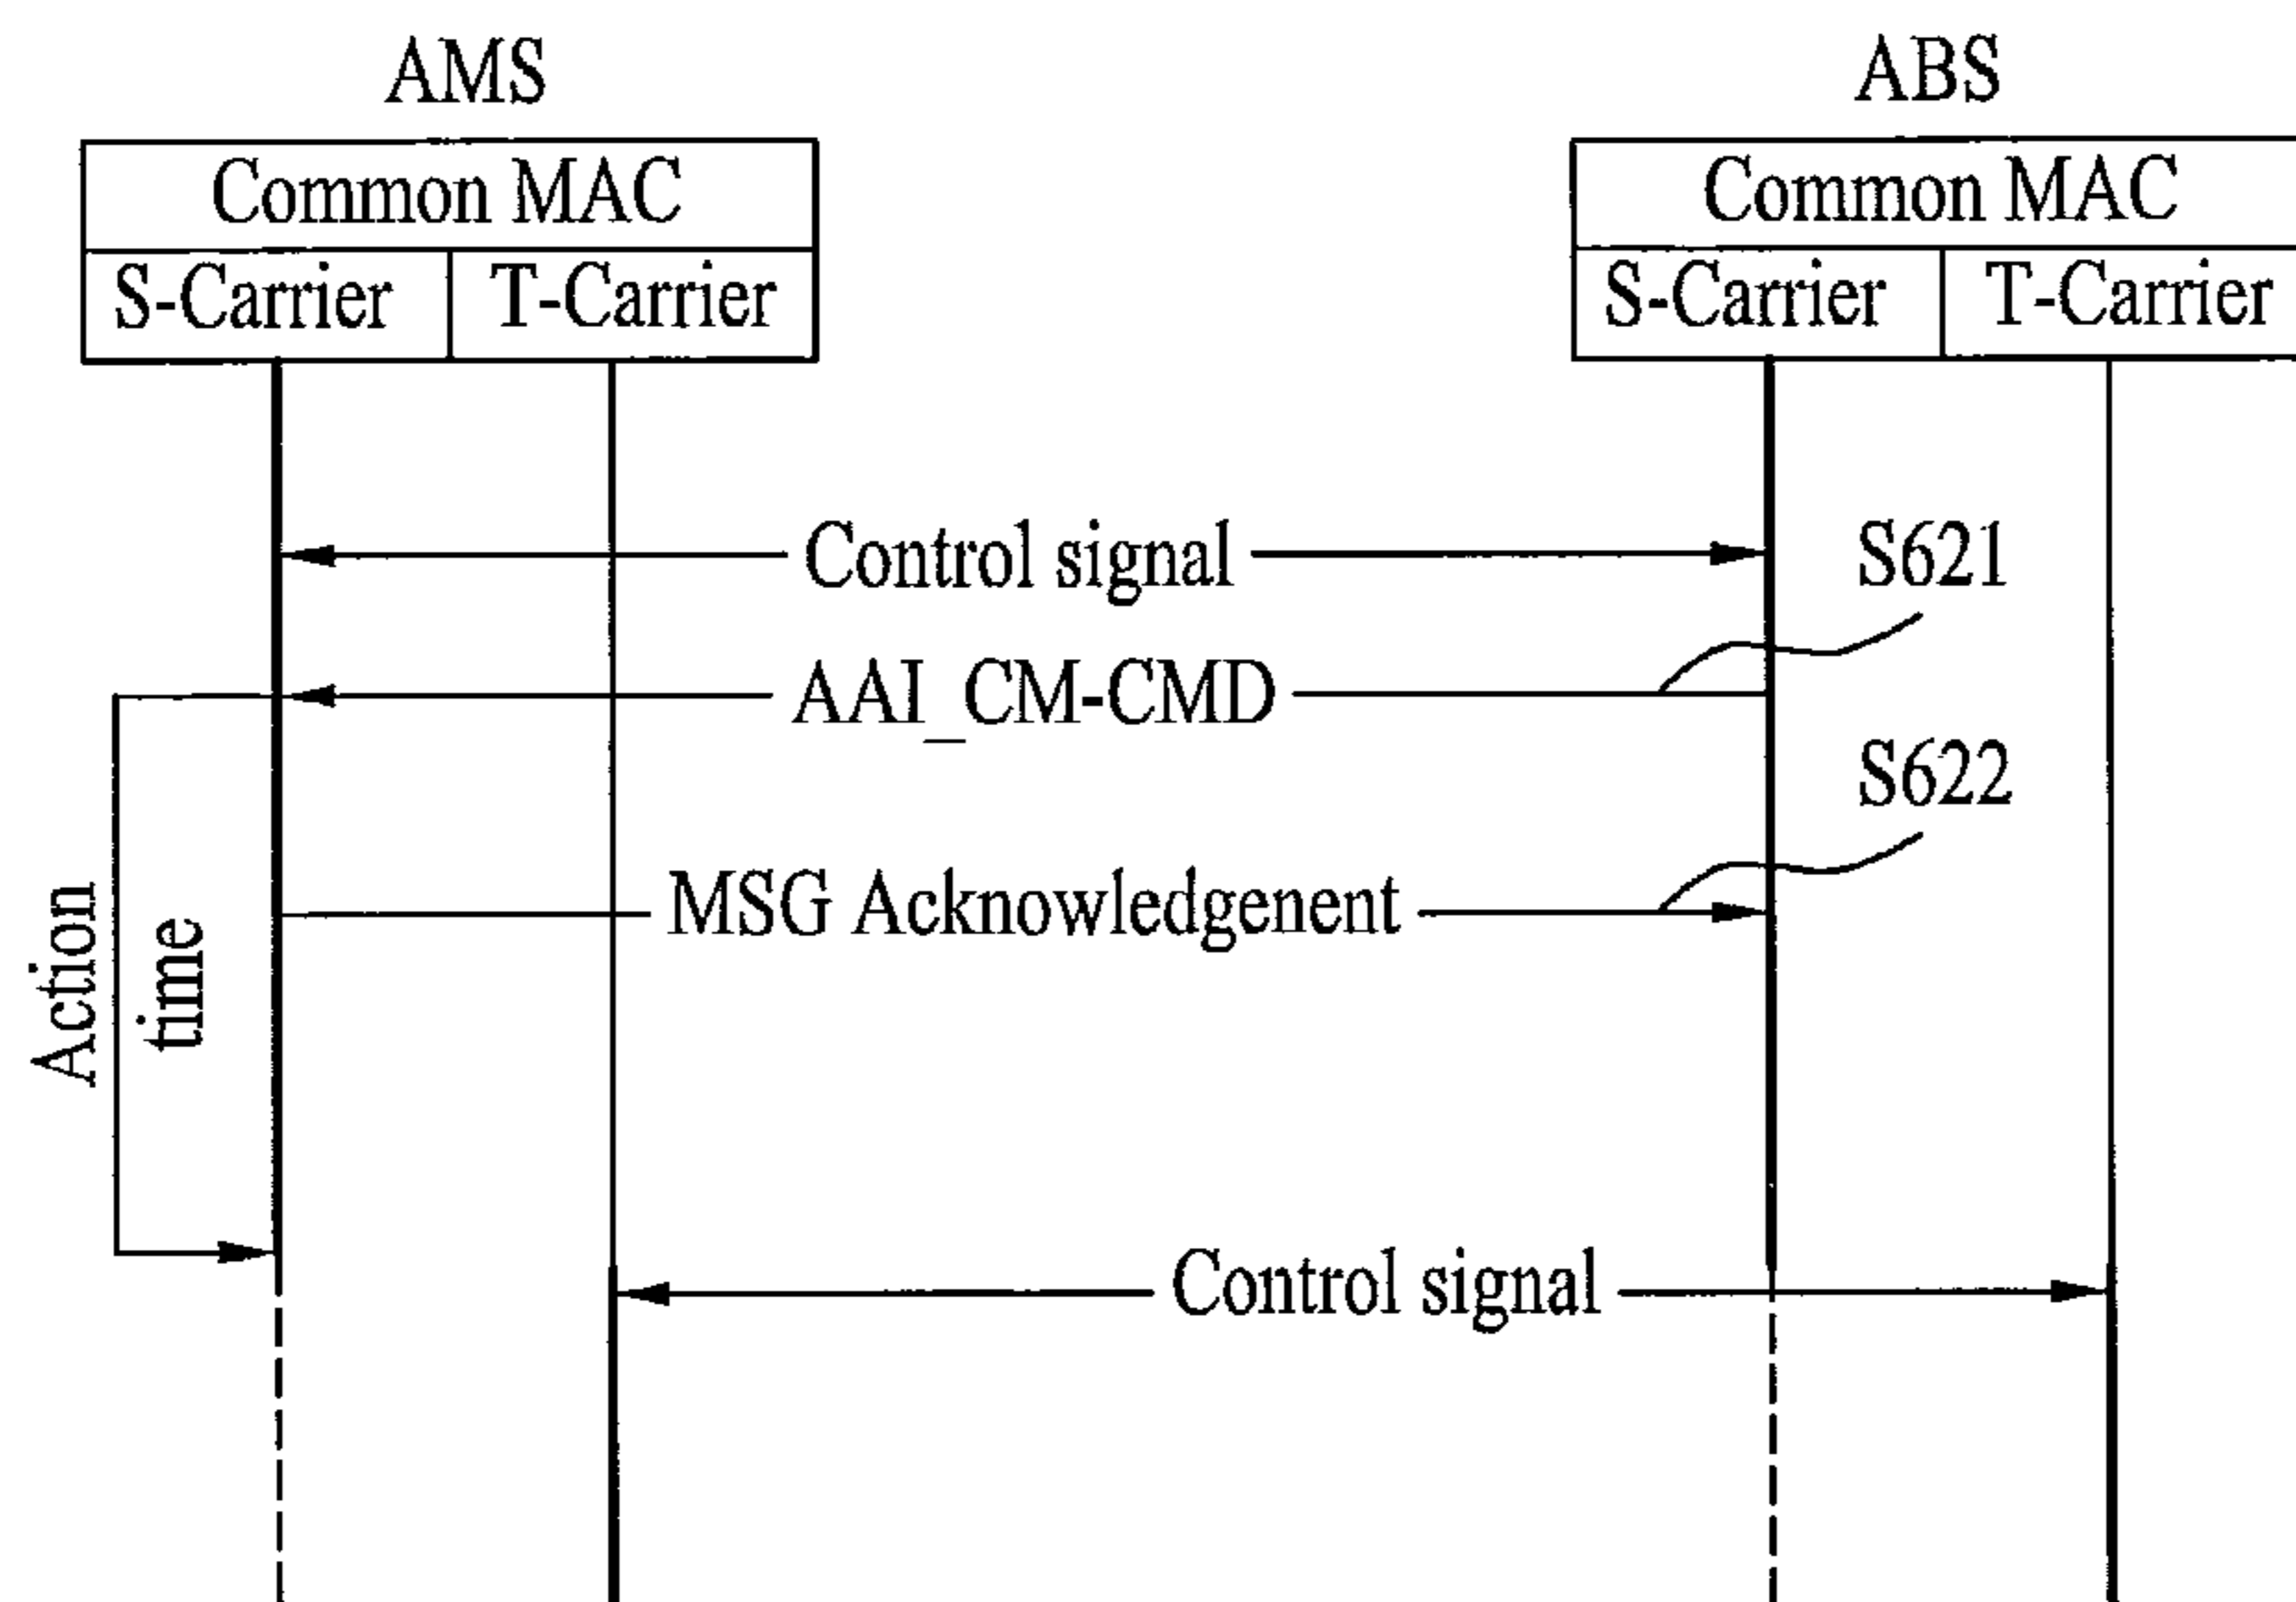 AMS
ABS
Common MAC
Common MAC
S-Carrier
T-Carrier
S-Carrier
T-Carrier
Control signal
S621
AAI_CM-CMD
S622
MSG Acknowledgenent
Action
time
Control signal